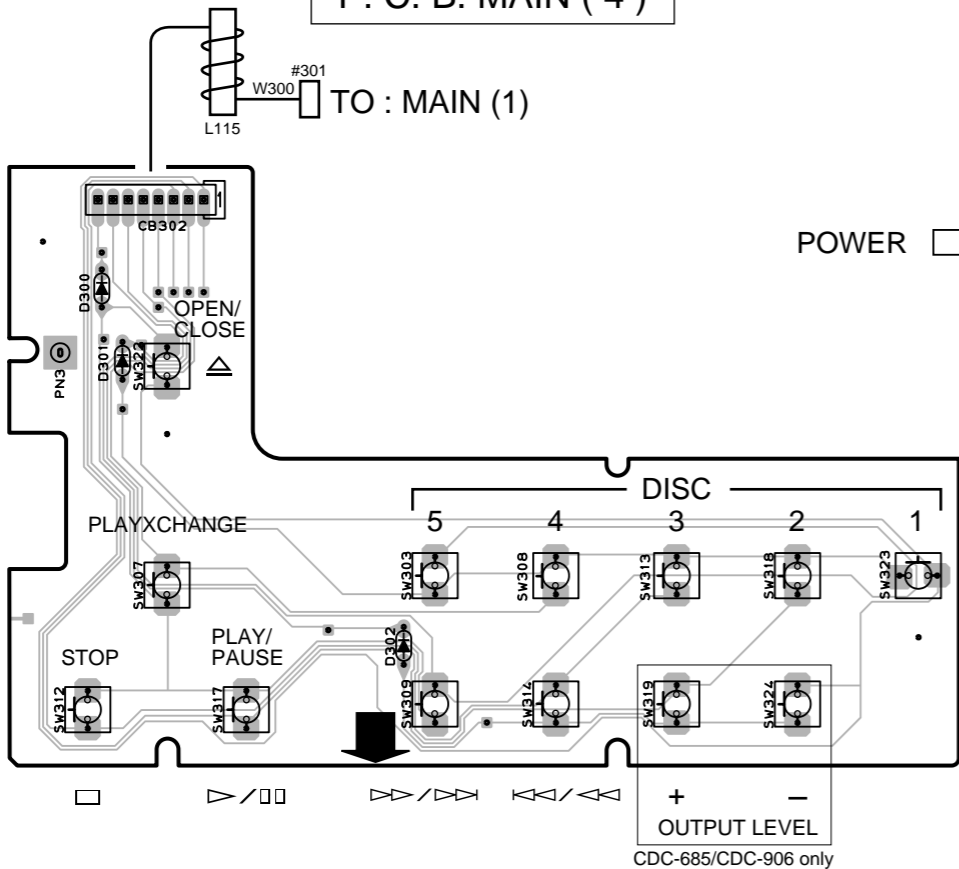 P. C. B. MAIN ( 4 )
#301
W300
TO : MAIN (1)
L115
1
CB302
POWER
D300
OPEN/
CLOSE
D301
SW322
PN3
DISC
PLAYXCHANGE
5 4 3 2 1
SW303 SW308 SW313 SW318 SW323
SW307
D302
STOP
PLAY/
PAUSE
SW312 SW317 SW309 SW314 SW319 SW324
+ −
OUTPUT LEVEL
CDC-685/CDC-906 only